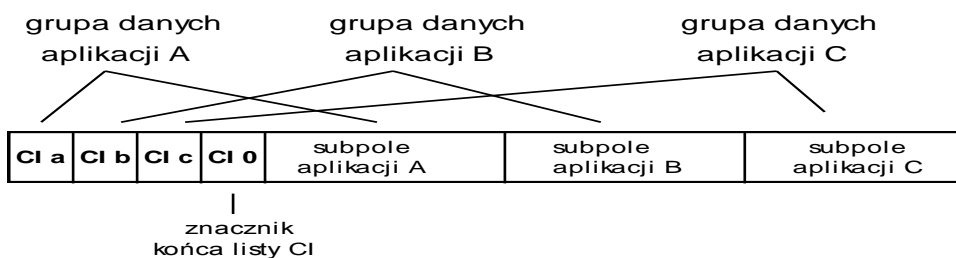 grupa danych
aplikacji A
grupa danych
aplikacji B
grupa danych
aplikacji C
CI a
CI b
CI c
CI 0
subpole
aplikacji A
subpole
aplikacji B
subpole
aplikacji C
znacznik
końca listy CI